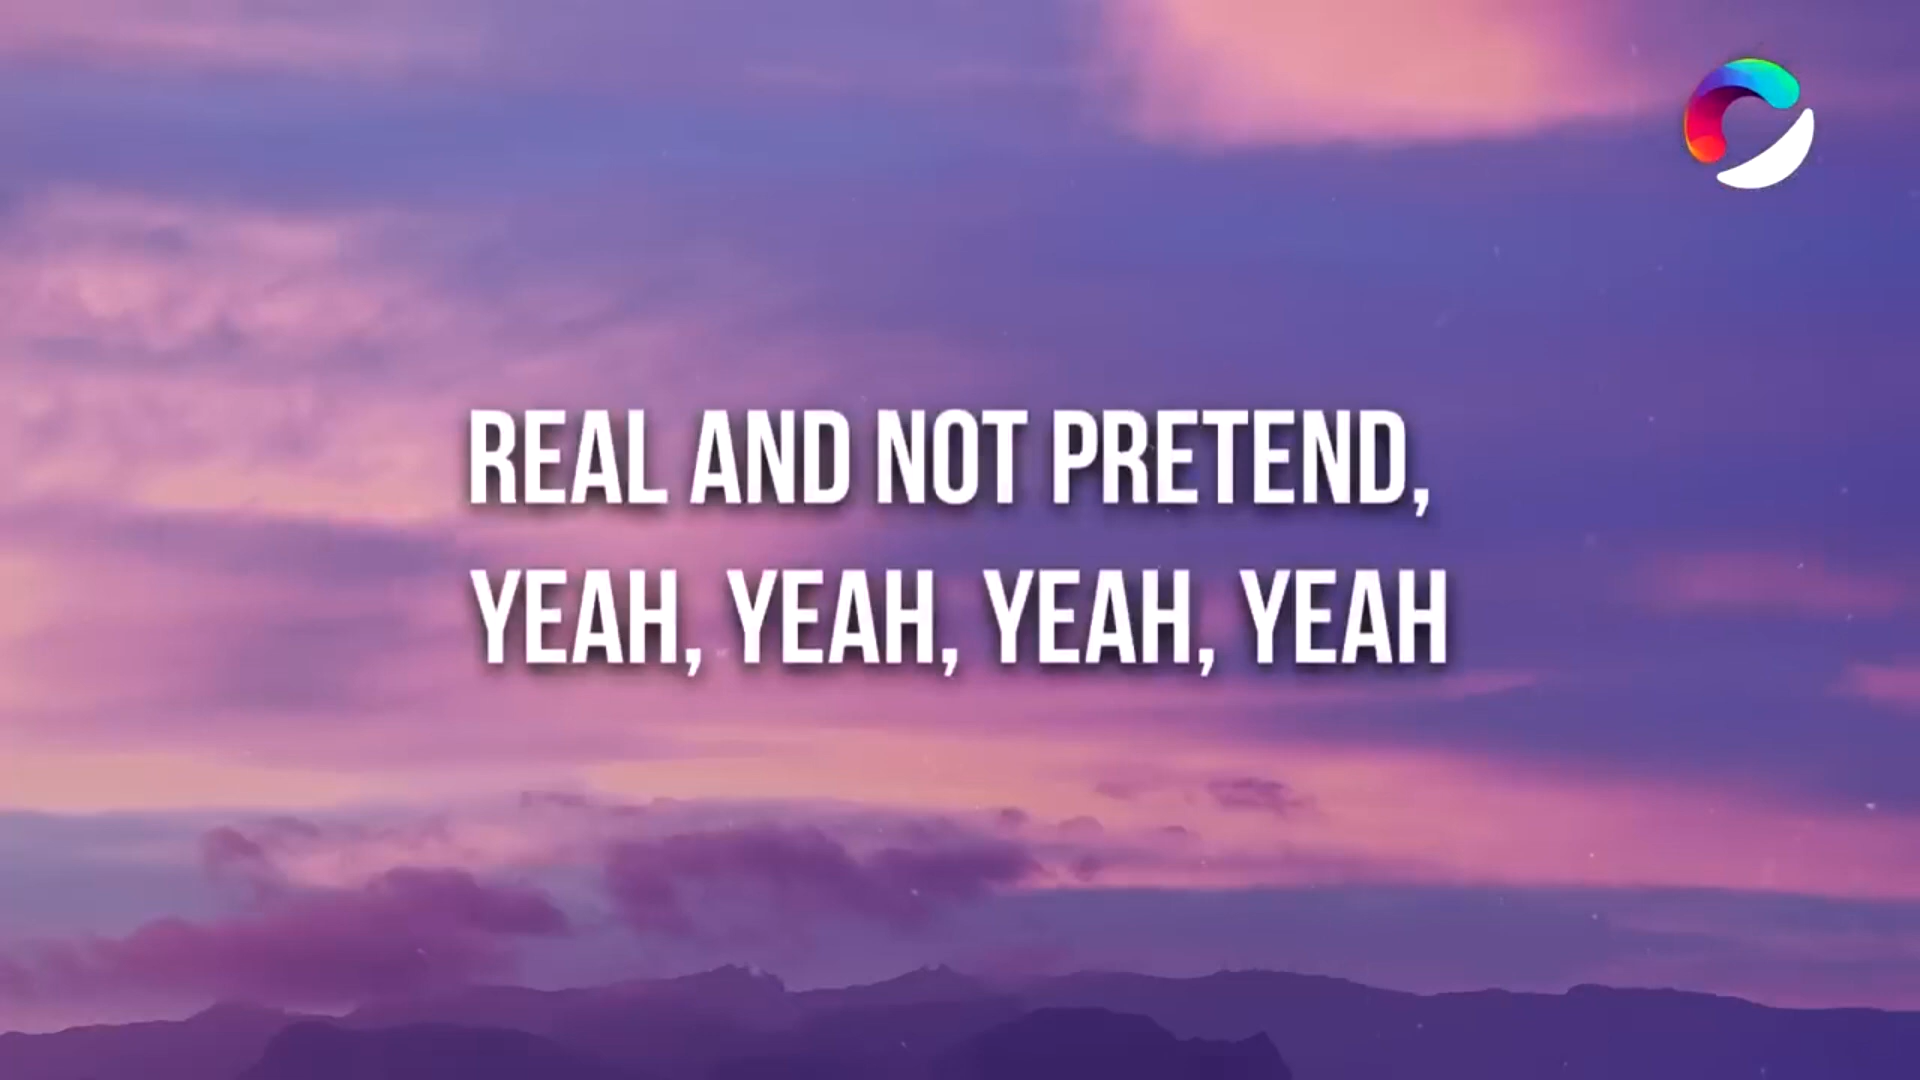 REAL AND NOT PRETEND,
YEAH, YEAH, YEAH, YEAH